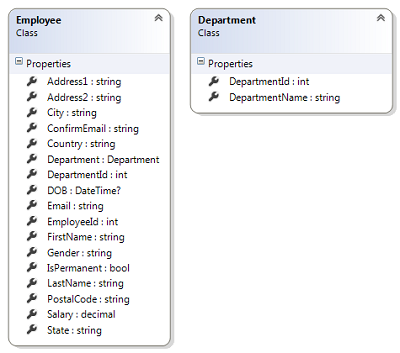 Employee
Class
Properties
Address1 : string
Address2 : string
City : string
ConfirmEmail : string
Country : string
Department : Department
DepartmentId : int
DOB : DateTime?
Email : string
EmployeeId : int
FirstName : string
Gender : string
IsPermanent : bool
LastName : string
PostalCode : string
Salary : decimal
State : string
Department
Class
Properties
DepartmentId : int
DepartmentName : string